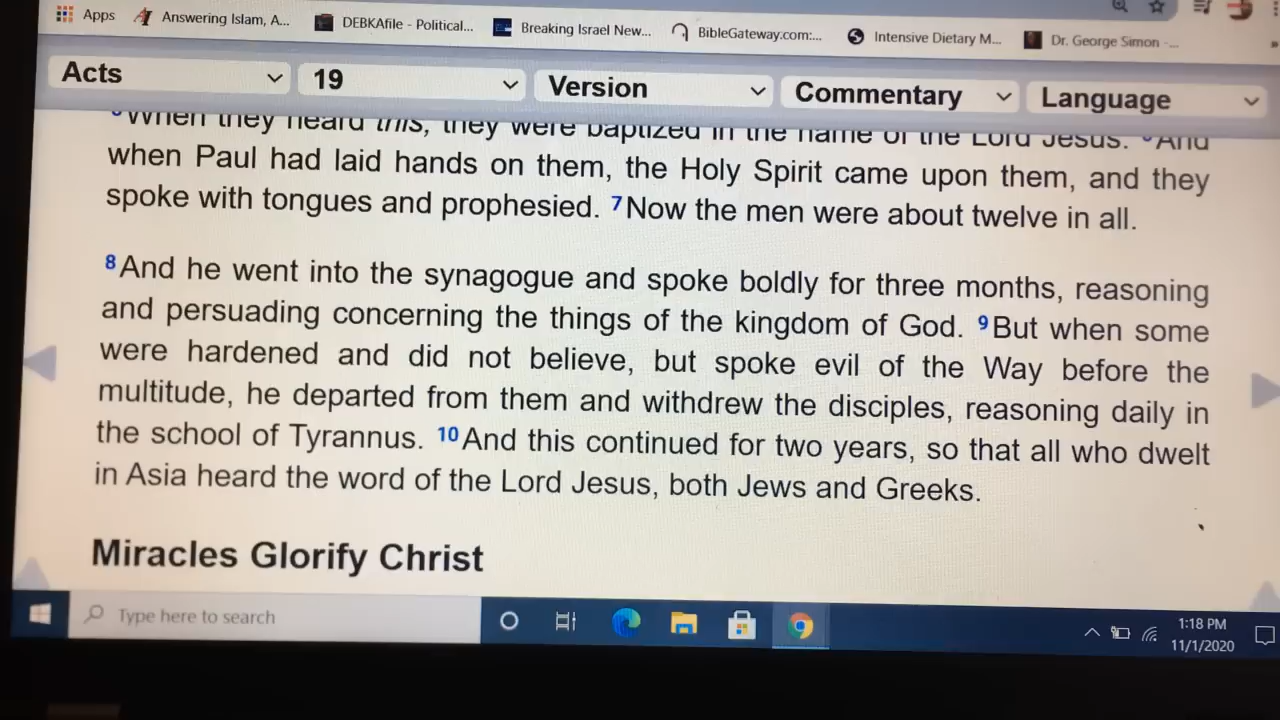 Apps Answering Islam, A... DEBKAfile - Political... Breaking Israel New... BibleGateway.com:... Intensive Dietary M... Dr. George Simon -...
Acts 19 Version Commentary Language
When they heard this, they were baptized in the name of the Lord Jesus. And
when Paul had laid hands on them, the Holy Spirit came upon them, and they
spoke with tongues and prophesied. 7 Now the men were about twelve in all.
8 And he went into the synagogue and spoke boldly for three months, reasoning
and persuading concerning the things of the kingdom of God. 9 But when some
were hardened and did not believe, but spoke evil of the Way before the
multitude, he departed from them and withdrew the disciples, reasoning daily in
the school of Tyrannus. 10 And this continued for two years, so that all who dwelt
in Asia heard the word of the Lord Jesus, both Jews and Greeks.
Miracles Glorify Christ
Type here to search
1:18 PM
11/1/2020